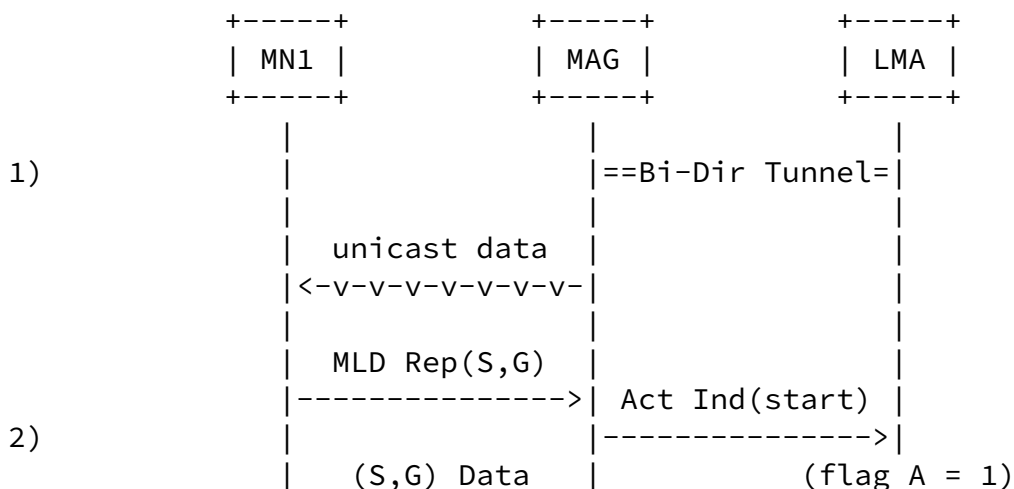 +-----+ +-----+ +-----+
| MN1 | | MAG | | LMA |
+-----+ +-----+ +-----+
| | |
1) | |==Bi-Dir Tunnel=|
| | |
| unicast data | |
|<-v-v-v-v-v-v-v-| |
| | |
| MLD Rep(S,G) | |
|--------------->| Act Ind(start) |
2) | |--------------->|
| (S,G) Data | (flag A = 1)